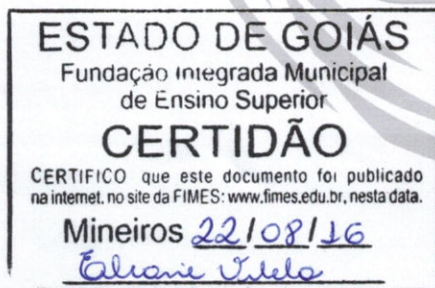 ESTADO DE GOIÁS
Fundação Integrada Municipal
de Ensino Superior
CERTIDÃO
CERTIFICO que este documento foi publicado
na internet, no site da FIMES: www.fimes.edu.br, nesta data.
Mineiros 22/08/16
Vilela